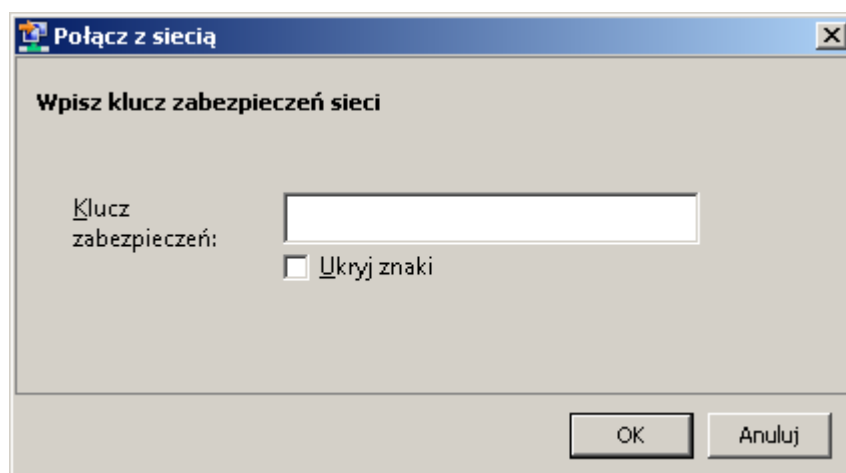 Połącz z siecią
Wpisz klucz zabezpieczeń sieci
Klucz
zabezpieczeń:
Ukryj znaki
OK Anuluj